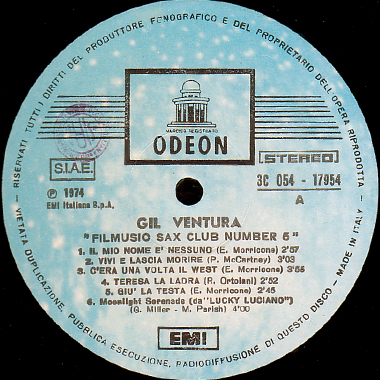 RISERVATI TUTTI I DIRITTI DEL PRODUTTORE FONOGRAFICO E DEL PROPRIETARIO DELL'OPERA RIPRODOTTA
MARCHIO REGISTRATO
ODEON
S.I.A.E.
STEREO
℗ 1974
EMI Italiana S.p.A.
3C 054 - 17954
A
GIL VENTURA
"FILMUSIC SAX CLUB NUMBER 5"
1. IL MIO NOME E' NESSUNO (E. Morricone) 2'57
2. VIVI E LASCIA MORIRE (P. McCartney) 3'03
3. C'ERA UNA VOLTA IL WEST (E. Morricone) 3'55
4. TERESA LA LADRA (R. Ortolani) 2'52
5. GIU' LA TESTA (E. Morricone) 2'45
6. Moonlight Serenade (da "LUCKY LUCIANO")
(G. Miller - M. Parish) 4'00
EMI
VIETATA DUPLICAZIONE, PUBBLICA ESECUZIONE, RADIODIFFUSIONE DI QUESTO DISCO - MADE IN ITALY